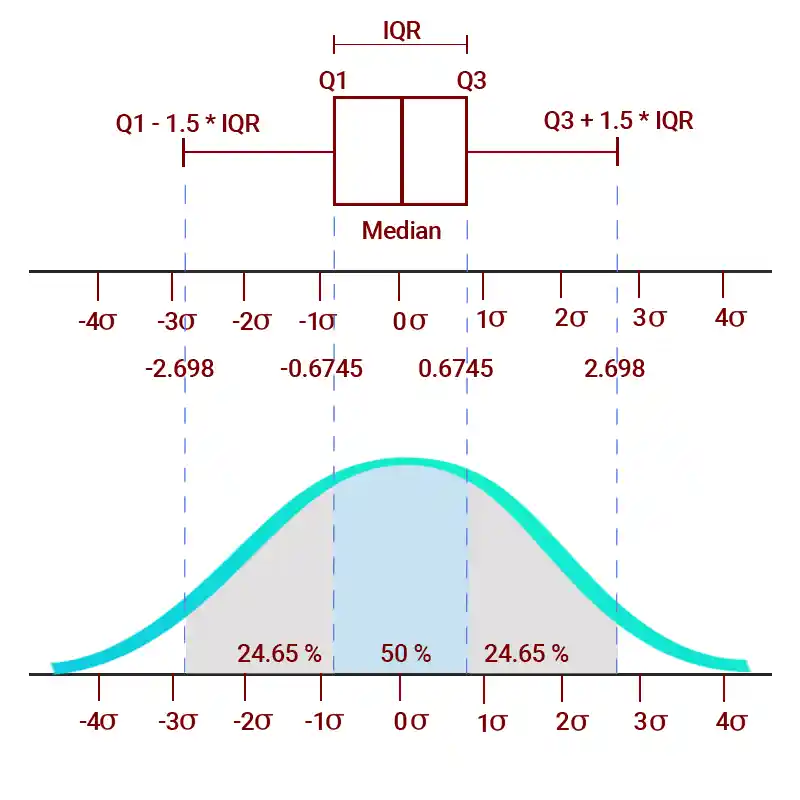 IQR
Q1 Q3
Q1 - 1.5 * IQR Q3 + 1.5 * IQR
Median
-4σ -3σ -2σ -1σ 0σ 1σ 2σ 3σ 4σ
-2.698 -0.6745 0.6745 2.698
24.65 % 50 % 24.65 %
-4σ -3σ -2σ -1σ 0σ 1σ 2σ 3σ 4σ